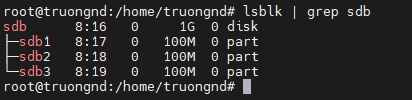 root@truongnd:/home/truongnd# lsblk | grep sdb
sdb      8:16   0    1G  0 disk
├─sdb1   8:17   0  100M  0 part
├─sdb2   8:18   0  100M  0 part
└─sdb3   8:19   0  100M  0 part
root@truongnd:/home/truongnd#